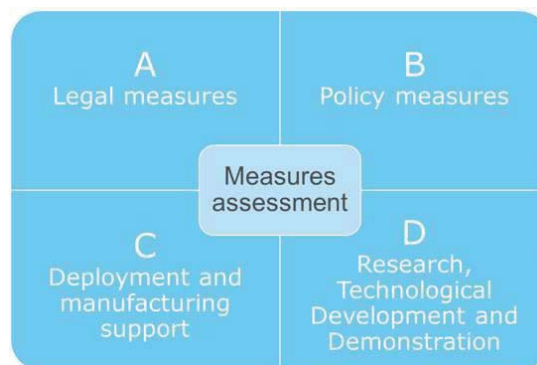 A
Legal measures
B
Policy measures
Measures
assessment
C
Deployment and
manufacturing
support
D
Research,
Technological
Development and
Demonstration